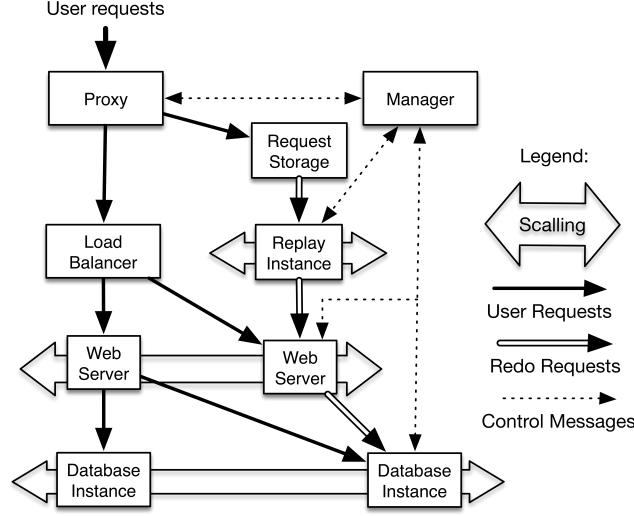 User requests
Proxy
Manager
Request
Storage
Legend:
Scalling
Load
Balancer
Replay
Instance
User Requests
Web
Server
Web
Server
Redo Requests
Control Messages
Database
Instance
Database
Instance